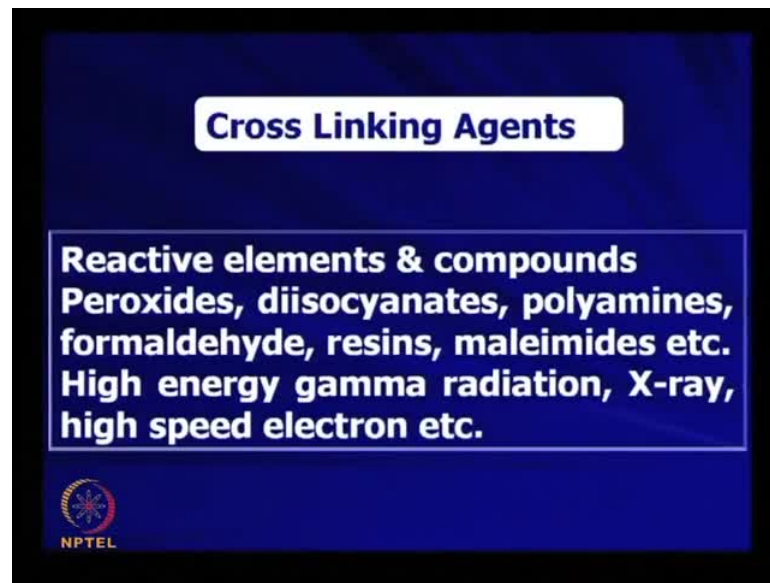 Cross Linking Agents
Reactive elements & compounds
Peroxides, diisocyanates, polyamines,
formaldehyde, resins, maleimides etc.
High energy gamma radiation, X-ray,
high speed electron etc.
NPTEL